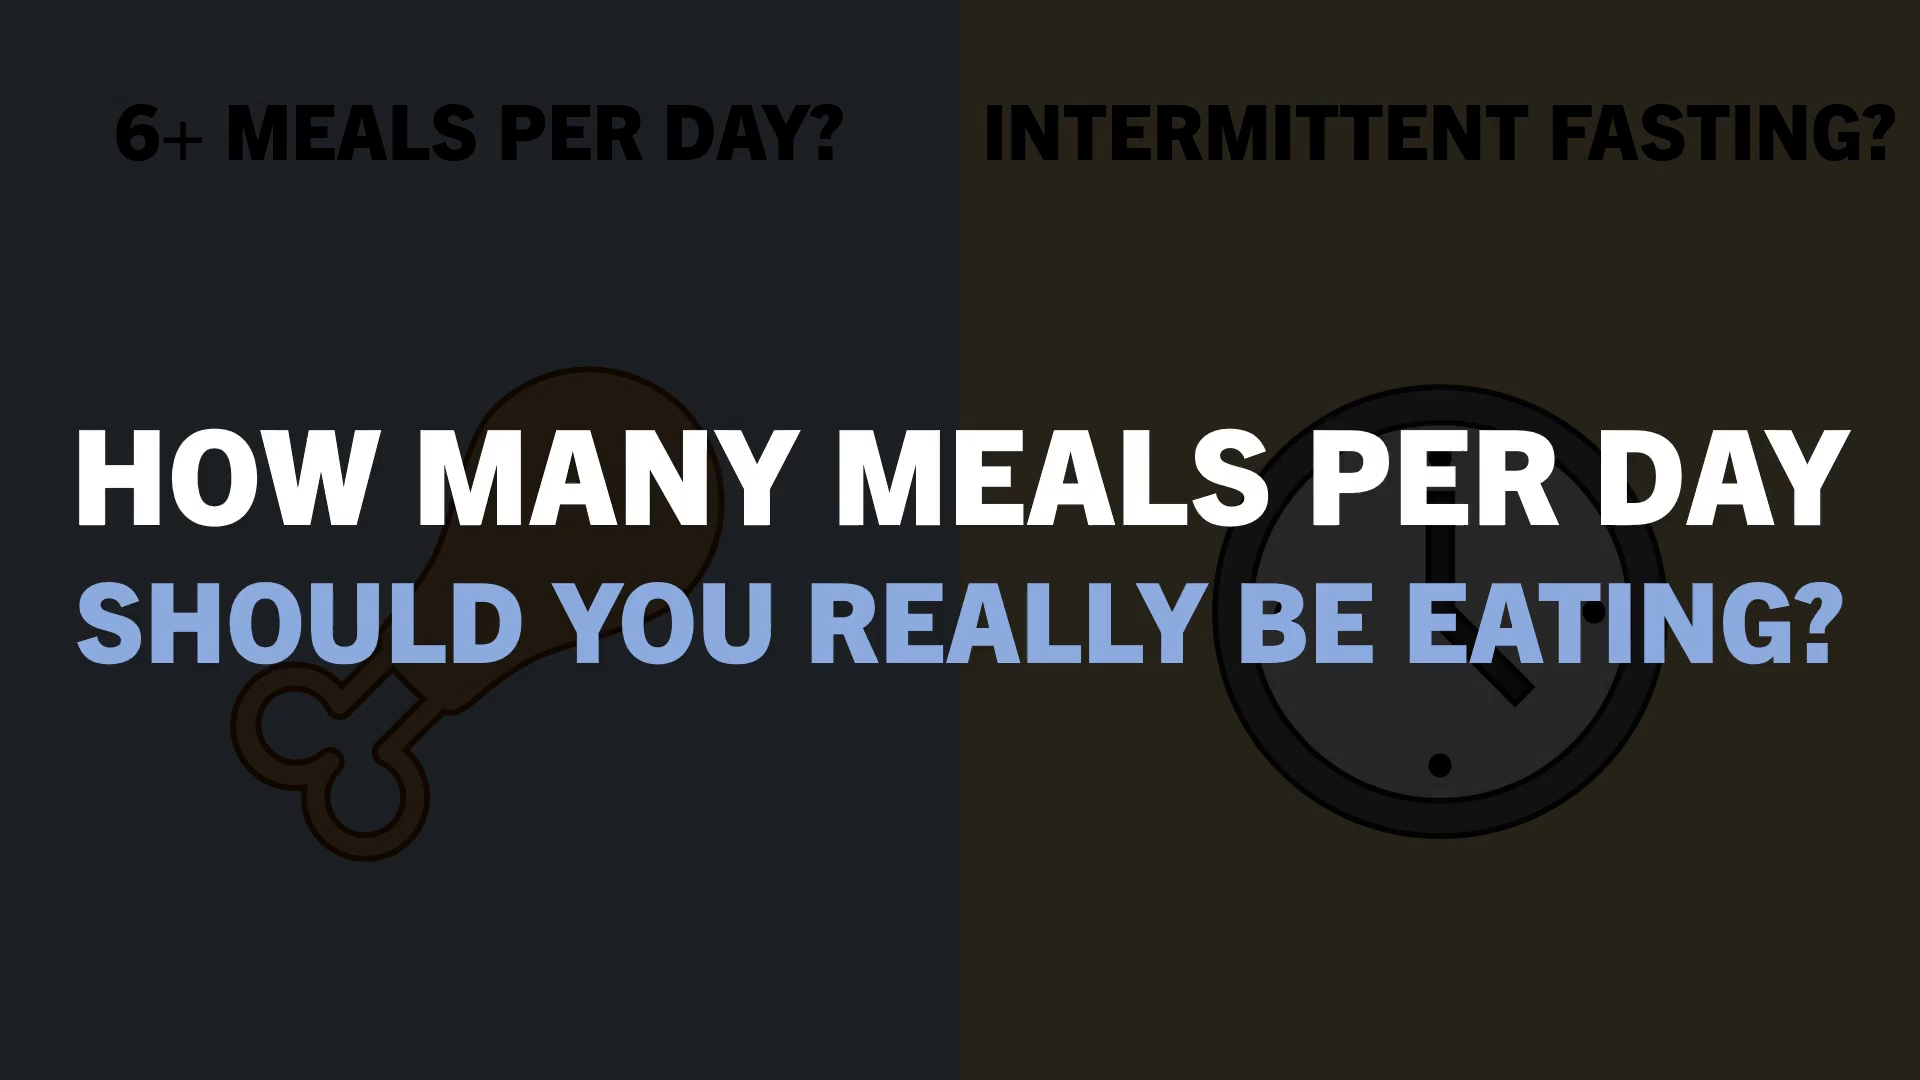 6+ MEALS PER DAY?
INTERMITTENT FASTING?
HOW MANY MEALS PER DAY
SHOULD YOU REALLY BE EATING?